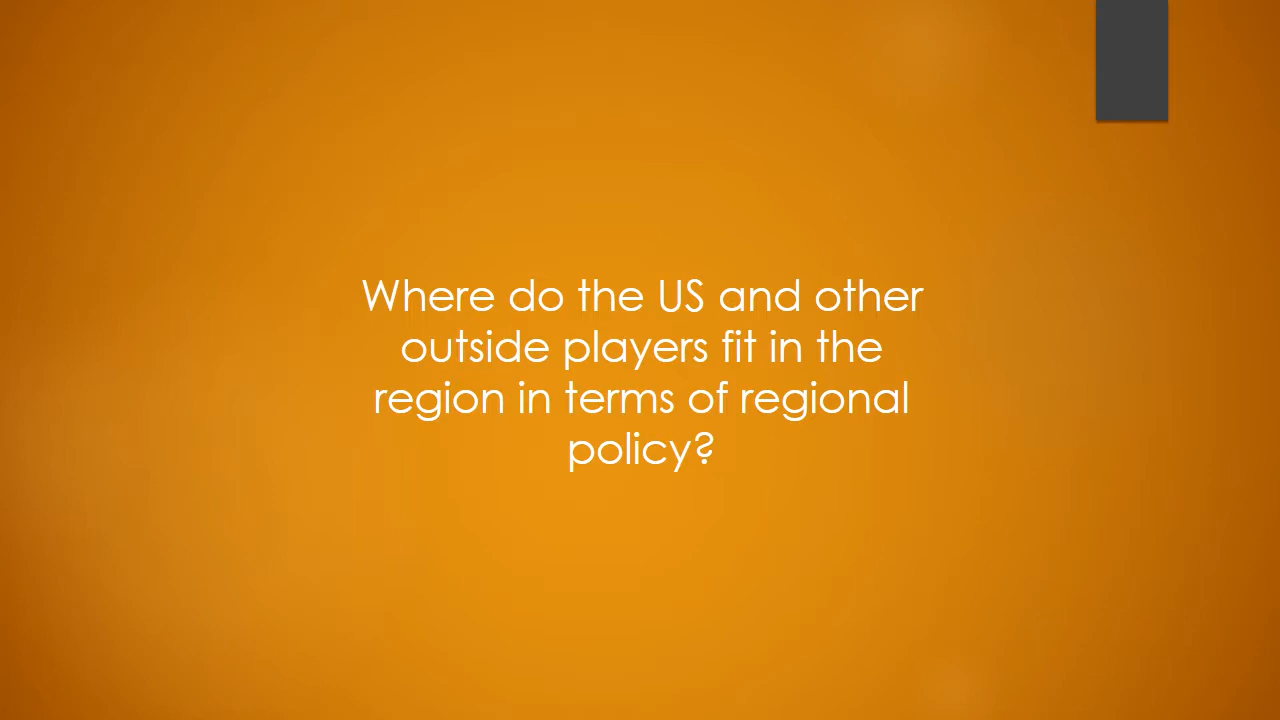 Where do the US and other
outside players fit in the
region in terms of regional
policy?